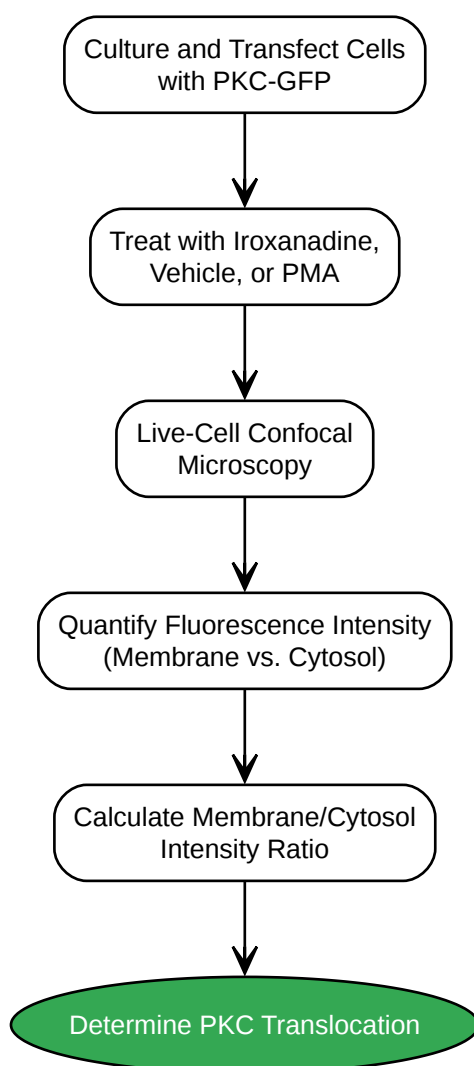 Culture and Transfect Cells
with PKC-GFP
Treat with Iroxanadine,
Vehicle, or PMA
Live-Cell Confocal
Microscopy
Quantify Fluorescence Intensity
(Membrane vs. Cytosol)
Calculate Membrane/Cytosol
Intensity Ratio
Determine PKC Translocation